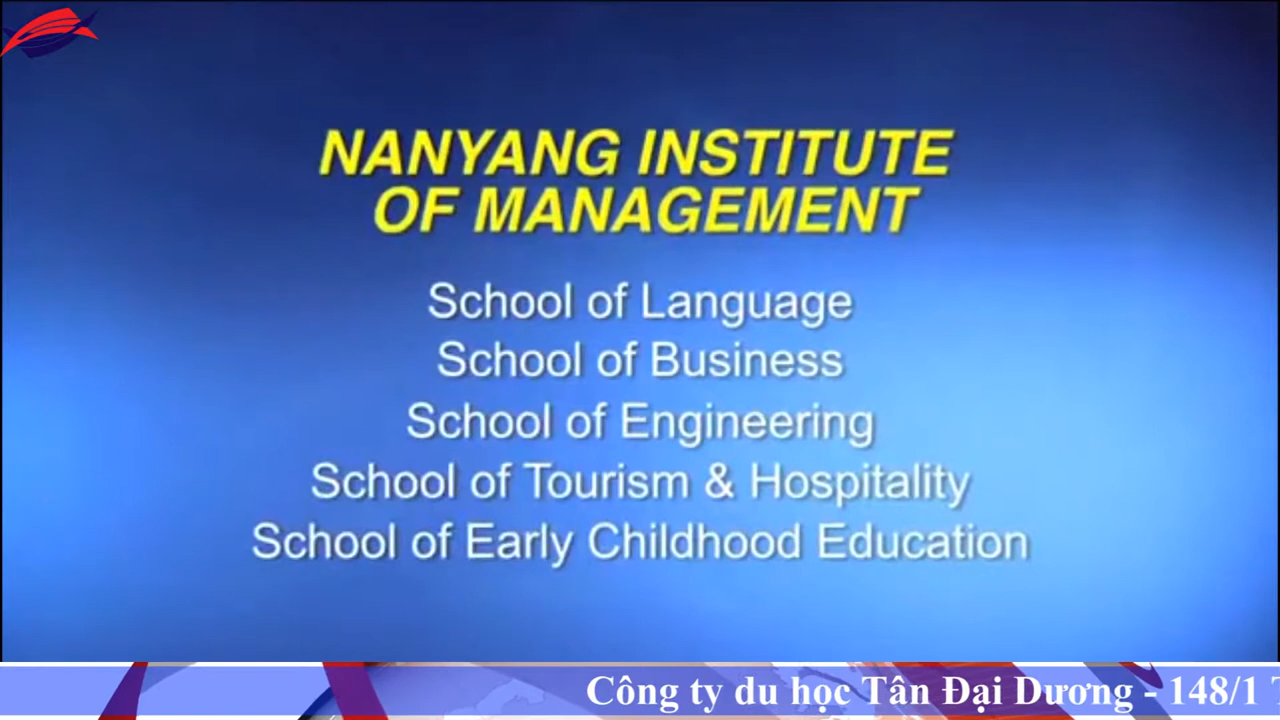 NANYANG INSTITUTE
OF MANAGEMENT
School of Language
School of Business
School of Engineering
School of Tourism & Hospitality
School of Early Childhood Education
Công ty du học Tân Đại Dương - 148/1